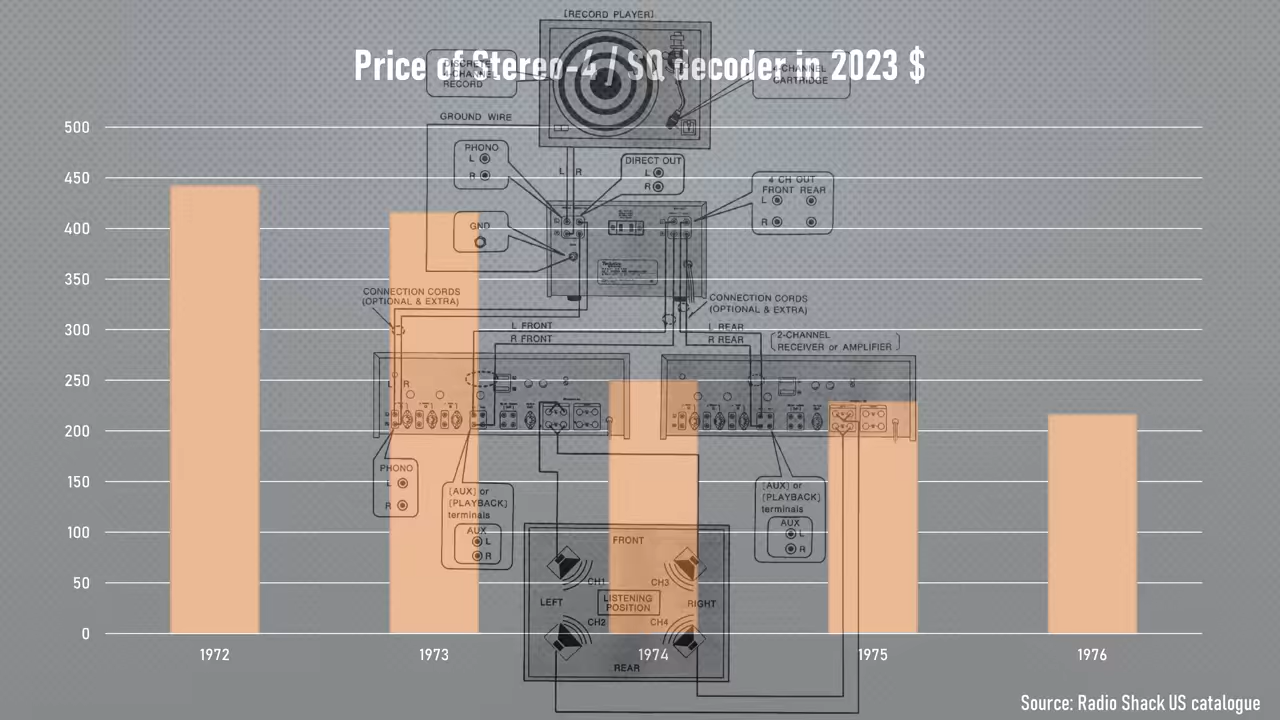 [RECORD PLAYER]
Price of Stereo-4 / SQ decoder in 2023 $
DISCRETE
4-CHANNEL
RECORD
4-CHANNEL
CARTRIDGE
GROUND WIRE
500
PHONO
L
R
L R
DIRECT OUT
L
R
450
4 CH OUT
FRONT REAR
L
R
400
GND
350
CONNECTION CORDS
(OPTIONAL & EXTRA)
CONNECTION CORDS
(OPTIONAL & EXTRA)
300
L FRONT
R FRONT
L REAR
R REAR
[2-CHANNEL
RECEIVER or AMPLIFIER]
250
L R
200
PHONO
L
R
150
[AUX] or
[PLAYBACK]
terminals
AUX
L
R
[AUX] or
[PLAYBACK]
terminals
AUX
L
R
100
FRONT
50
CH1
CH3
LEFT
LISTENING
POSITION
RIGHT
CH2
CH4
0
REAR
1972
1973
1974
1975
1976
Source: Radio Shack US catalogue